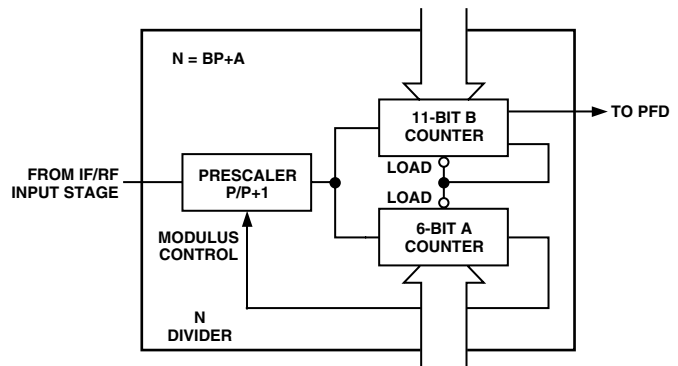 N = BP+A
11-BIT B
COUNTER
TO PFD
FROM IF/RF
INPUT STAGE
PRESCALER
P/P+1
LOAD
LOAD
MODULUS
CONTROL
6-BIT A
COUNTER
N
DIVIDER